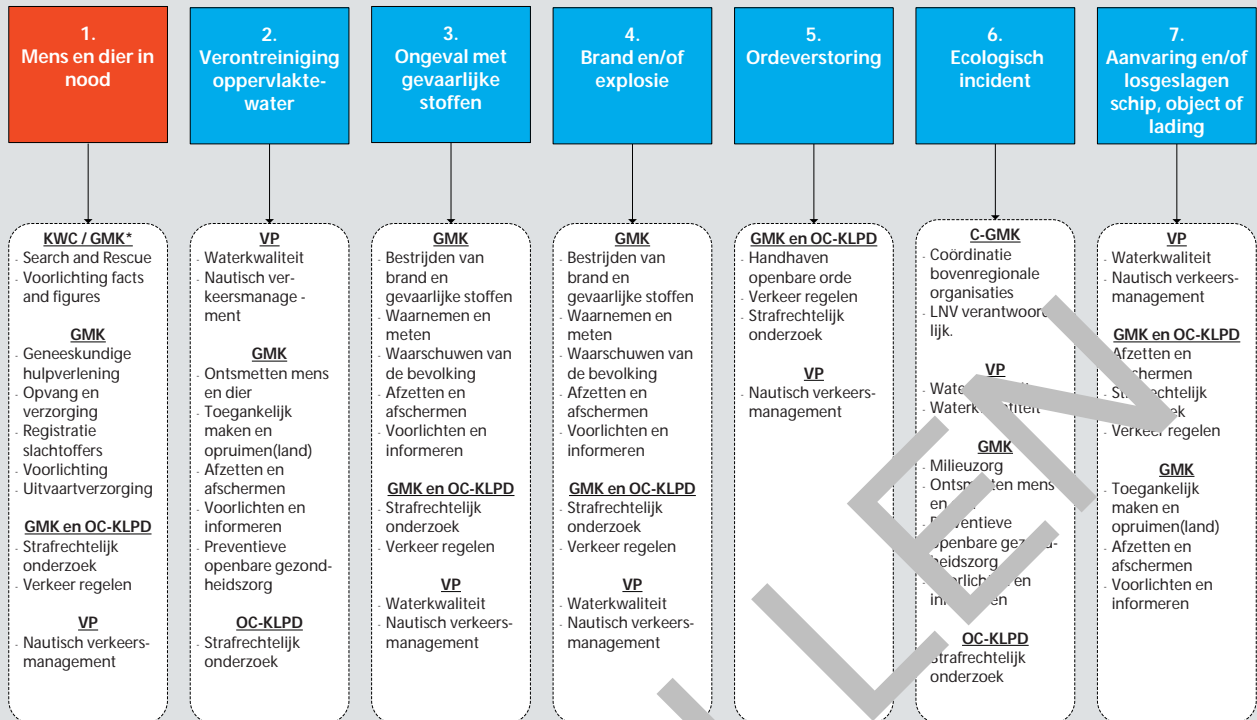 1.
Mens en dier in
nood
2.
Verontreiniging
oppervlakte-
water
3.
Ongeval met
gevaarlijke
stoffen
4.
Brand en/of
explosie
5.
Ordeverstoring
6.
Ecologisch
incident
7.
Aanvaring en/of
losgeslagen
schip, object of
lading
KWC / GMK*
- Search and Rescue
- Voorlichting facts
and figures
GMK
- Geneeskundige
hulpverlening
- Opvang en
verzorging
- Registratie
slachtoffers
- Voorlichting
- Uitvaartverzorging
GMK en OC-KLPD
- Strafrechtelijk
onderzoek
- Verkeer regelen
VP
- Nautisch verkeers-
management
VP
- Waterkwaliteit
- Nautisch ver-
keersmanage -
ment
GMK
- Ontsmetten mens
en dier
- Toegankelijk
maken en
opruimen(land)
- Afzetten en
afschermen
- Voorlichten en
informeren
- Preventieve
openbare gezond-
heidszorg
OC-KLPD
- Strafrechtelijk
onderzoek
GMK
- Bestrijden van
brand en
gevaarlijke stoffen
- Waarnemen en
meten
- Waarschuwen van
de bevolking
- Afzetten en
afschermen
- Voorlichten en
informeren
GMK en OC-KLPD
- Strafrechtelijk
onderzoek
- Verkeer regelen
VP
- Waterkwaliteit
- Nautisch verkeers-
management
GMK
- Bestrijden van
brand en
gevaarlijke stoffen
- Waarnemen en
meten
- Waarschuwen van
de bevolking
- Afzetten en
afschermen
- Voorlichten en
informeren
GMK en OC-KLPD
- Strafrechtelijk
onderzoek
- Verkeer regelen
VP
- Waterkwaliteit
- Nautisch verkeers-
management
GMK en OC-KLPD
- Handhaven
openbare orde
- Verkeer regelen
- Strafrechtelijk
onderzoek
VP
- Nautisch verkeers-
management
C-GMK
- Coördinatie
bovenregionale
organisaties
- LNV
lijk.
VP
GMK
- Milieuzorg
- Ontsmetten mens
en
- Preventieve
openbare gezond-
heidszorg
- Voorlichten en
OC-KLPD
- Strafrechtelijk
onderzoek
VP
- Waterkwaliteit
- Nautisch verkeers-
management
GMK en OC-KLPD
- Afzetten en
afschermen
- Verkeer regelen
GMK
- Toegankelijk
maken en
opruimen(land)
- Afzetten en
afschermen
- Voorlichten en
informeren
LEN